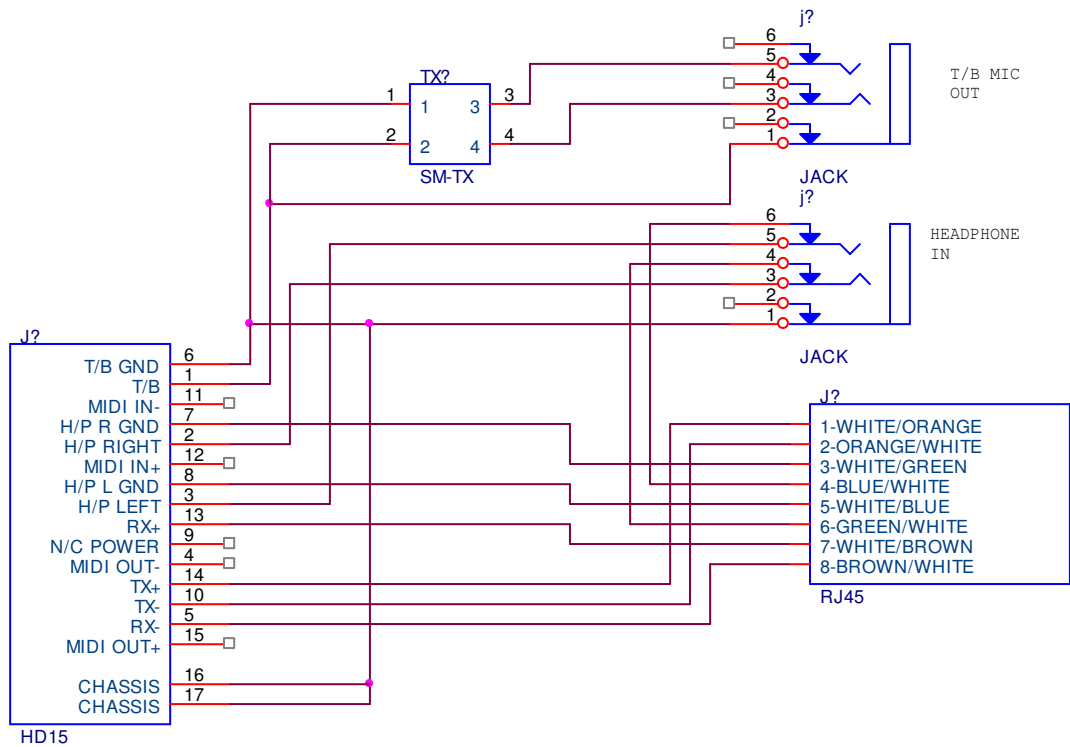 j?
6
5
4
3
2
1
T/B MIC
OUT
JACK
TX?
1 1 3 3
2 2 4 4
SM-TX
j?
6
5
4
3
2
1
HEADPHONE
IN
JACK
J?
T/B GND 6
T/B 1
MIDI IN- 11
H/P R GND 7
H/P RIGHT 2
MIDI IN+ 12
H/P L GND 8
H/P LEFT 3
RX+ 13
N/C POWER 9
MIDI OUT- 4
TX+ 14
TX- 10
RX- 5
MIDI OUT+ 15
CHASSIS 16
CHASSIS 17
HD15
J?
1-WHITE/ORANGE
2-ORANGE/WHITE
3-WHITE/GREEN
4-BLUE/WHITE
5-WHITE/BLUE
6-GREEN/WHITE
7-WHITE/BROWN
8-BROWN/WHITE
RJ45